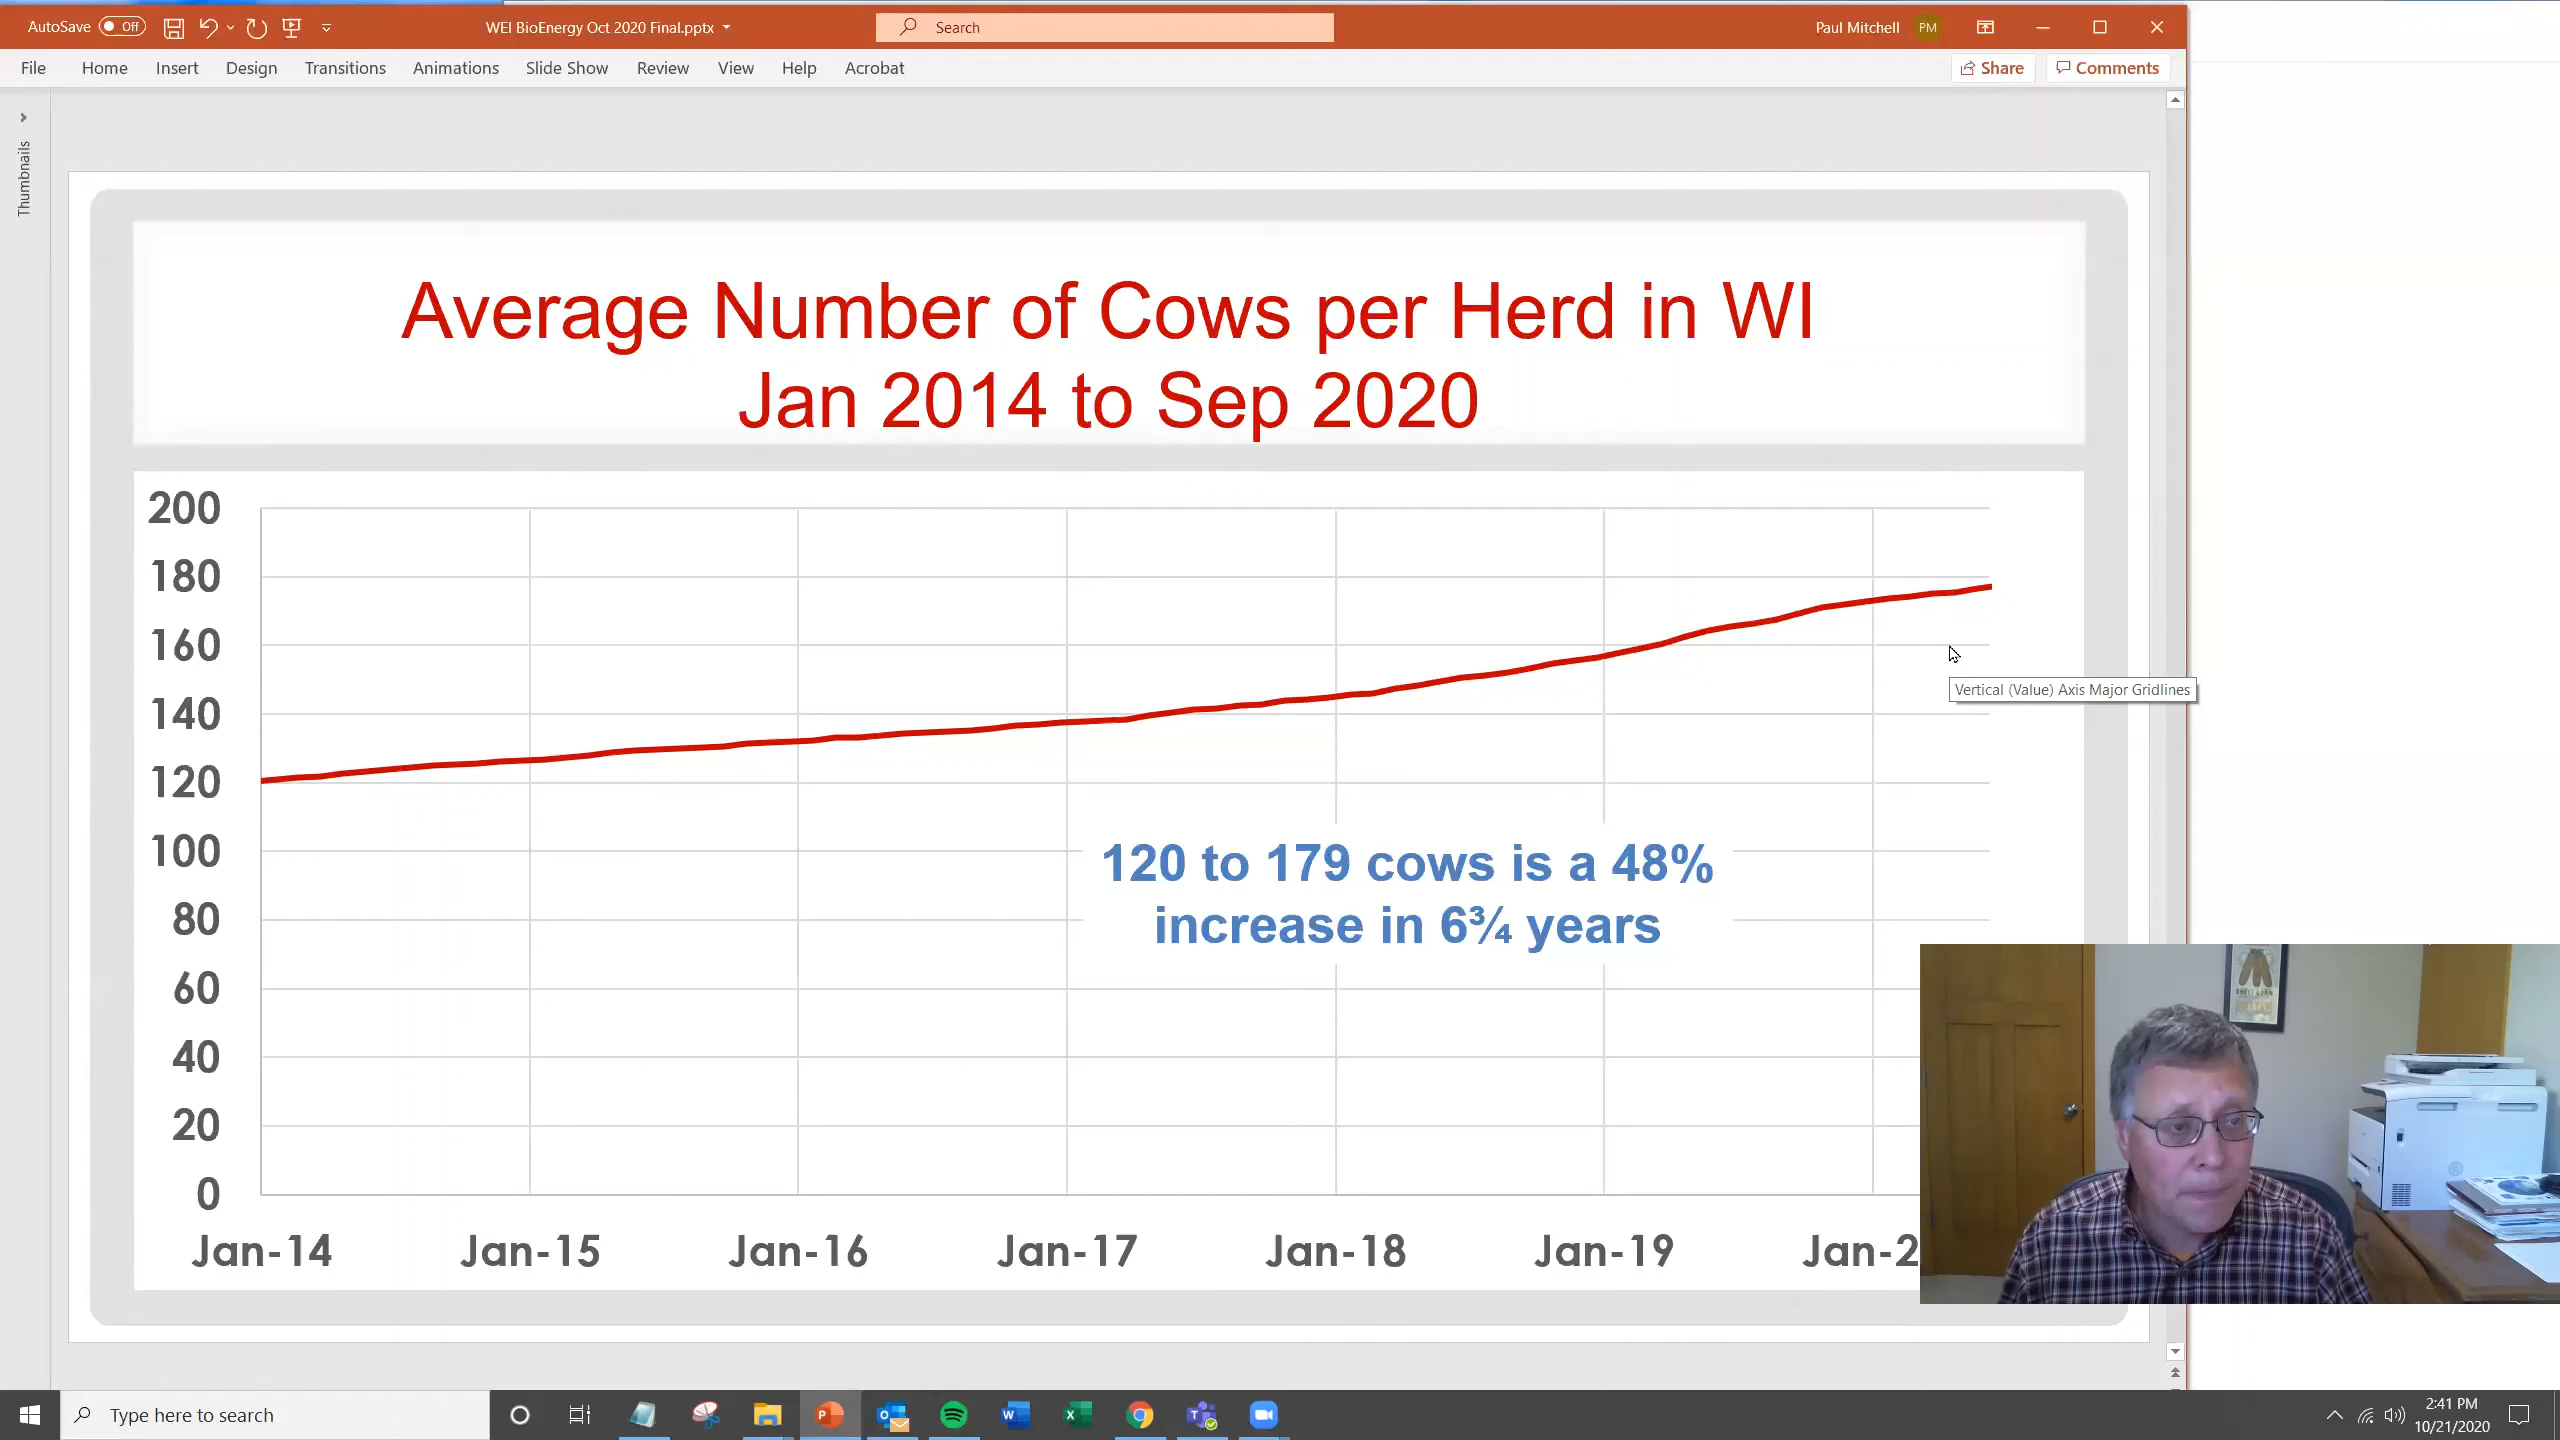 AutoSave Off
WEI BioEnergy Oct 2020 Final.pptx
Search
Paul Mitchell PM
File Home Insert Design Transitions Animations Slide Show Review View Help Acrobat
Share Comments
Thumbnails
Average Number of Cows per Herd in WI
Jan 2014 to Sep 2020
200
180
160
140
120
100
80
60
40
20
0
Vertical (Value) Axis Major Gridlines
120 to 179 cows is a 48%
increase in 6¾ years
Jan-14 Jan-15 Jan-16 Jan-17 Jan-18 Jan-19 Jan-2
Type here to search
2:41 PM
10/21/2020